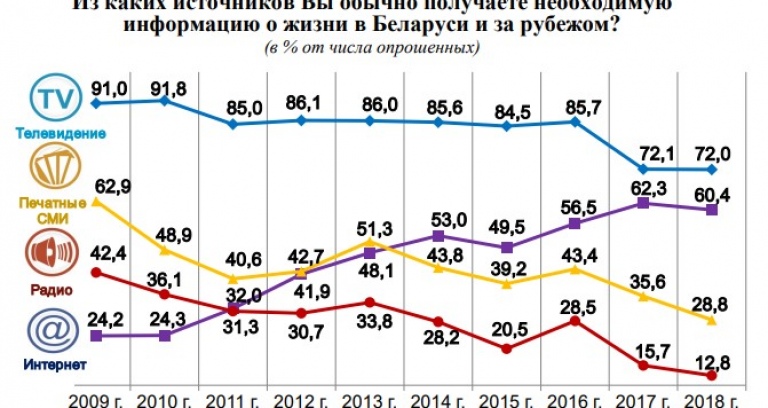 Из каких источников Вы обычно получаете необходимую
информацию о жизни в Беларуси и за рубежом?
(в % от числа опрошенных)
TV
Телевидение
91,0 91,8 85,0 86,1 86,0 85,6 84,5 85,7 72,1 72,0
Печатные
СМИ
62,9 48,9 40,6 42,7 51,3 43,8 39,2 43,4 35,6 28,8
Радио
42,4 36,1 31,3 30,7 33,8 28,2 20,5 28,5 15,7 12,8
@
Интернет
24,2 24,3 32,0 41,9 48,1 53,0 49,5 56,5 62,3 60,4
2009 г. 2010 г. 2011 г. 2012 г. 2013 г. 2014 г. 2015 г. 2016 г. 2017 г. 2018 г.